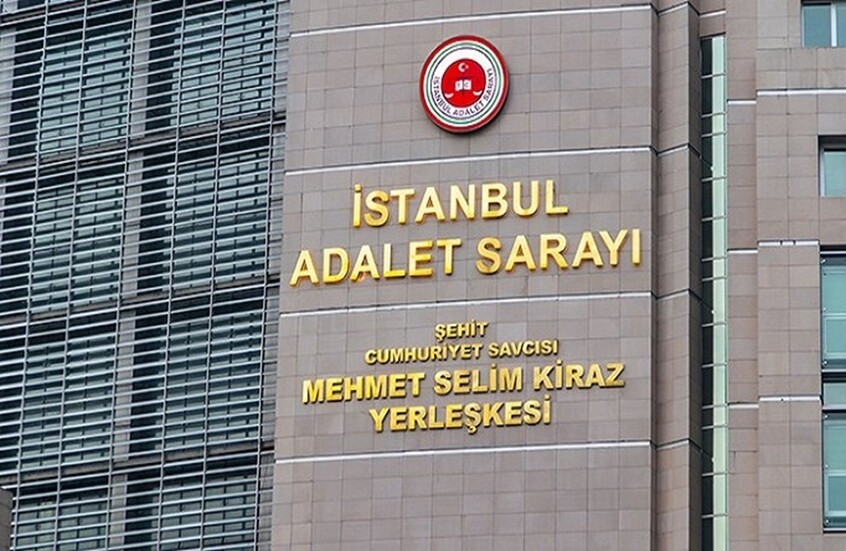 İSTANBUL ADALET SARAYI
İSTANBUL
ADALET SARAYI
ŞEHİT
CUMHURİYET SAVCISI
MEHMET SELİM KİRAZ
YERLEŞKESİ